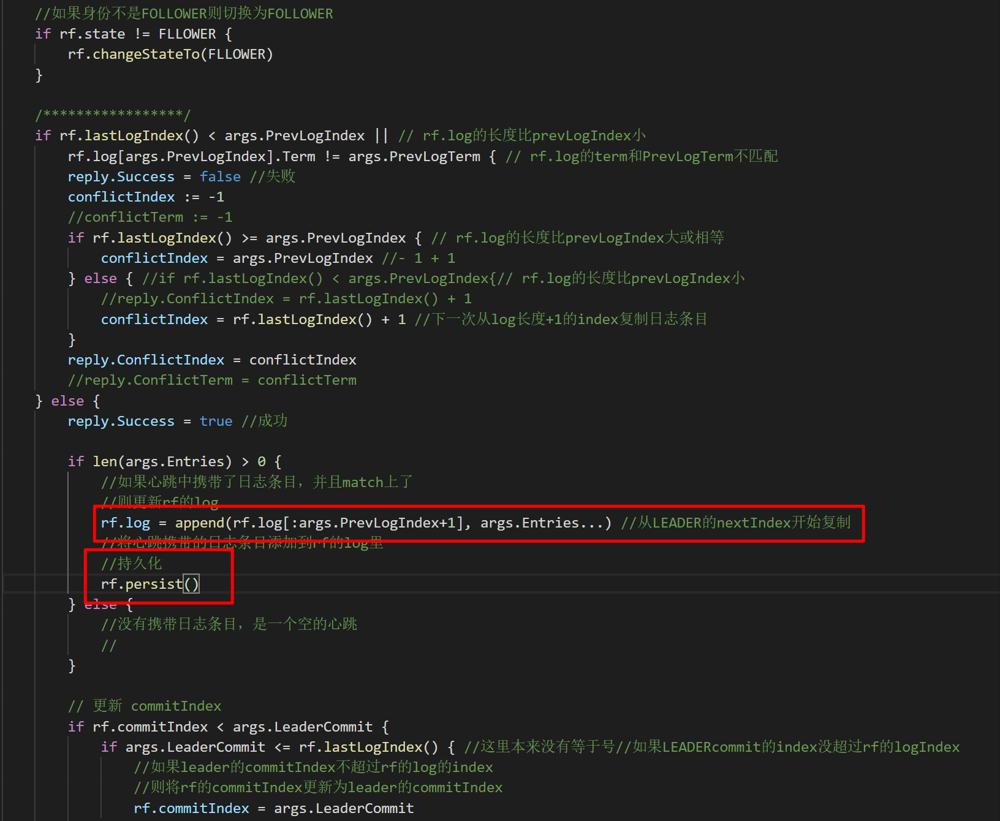 //如果身份不是FOLLOWER则切换为FOLLOWER
if rf.state != FLLOWER {
rf.changeStateTo(FLLOWER)
}
/*****************/
if rf.lastLogIndex() < args.PrevLogIndex || // rf.log的长度比prevLogIndex小
rf.log[args.PrevLogIndex].Term != args.PrevLogTerm { // rf.log的term和PrevLogTerm不匹配
reply.Success = false //失败
conflictIndex := -1
//conflictTerm := -1
if rf.lastLogIndex() >= args.PrevLogIndex { // rf.log的长度比prevLogIndex大或相等
conflictIndex = args.PrevLogIndex //- 1 + 1
} else { //if rf.lastLogIndex() < args.PrevLogIndex{// rf.log的长度比prevLogIndex小
//reply.ConflictIndex = rf.lastLogIndex() + 1
conflictIndex = rf.lastLogIndex() + 1 //下一次从log长度+1的index复制日志条目
}
reply.ConflictIndex = conflictIndex
//reply.ConflictTerm = conflictTerm
} else {
reply.Success = true //成功
if len(args.Entries) > 0 {
//如果心跳中携带了日志条目，并且match上了
//则更新rf的log
rf.log = append(rf.log[:args.PrevLogIndex+1], args.Entries...) //从LEADER的nextIndex开始复制
//将心跳携带的日志条目添加到rf的log里
//持久化
rf.persist()
} else {
//没有携带日志条目，是一个空的心跳
//
}
// 更新 commitIndex
if rf.commitIndex < args.LeaderCommit {
if args.LeaderCommit <= rf.lastLogIndex() { //这里本来没有等于号//如果LEADERcommit的index没超过rf的logIndex
//如果leader的commitIndex不超过rf的log的index
//则将rf的commitIndex更新为leader的commitIndex
rf.commitIndex = args.LeaderCommit